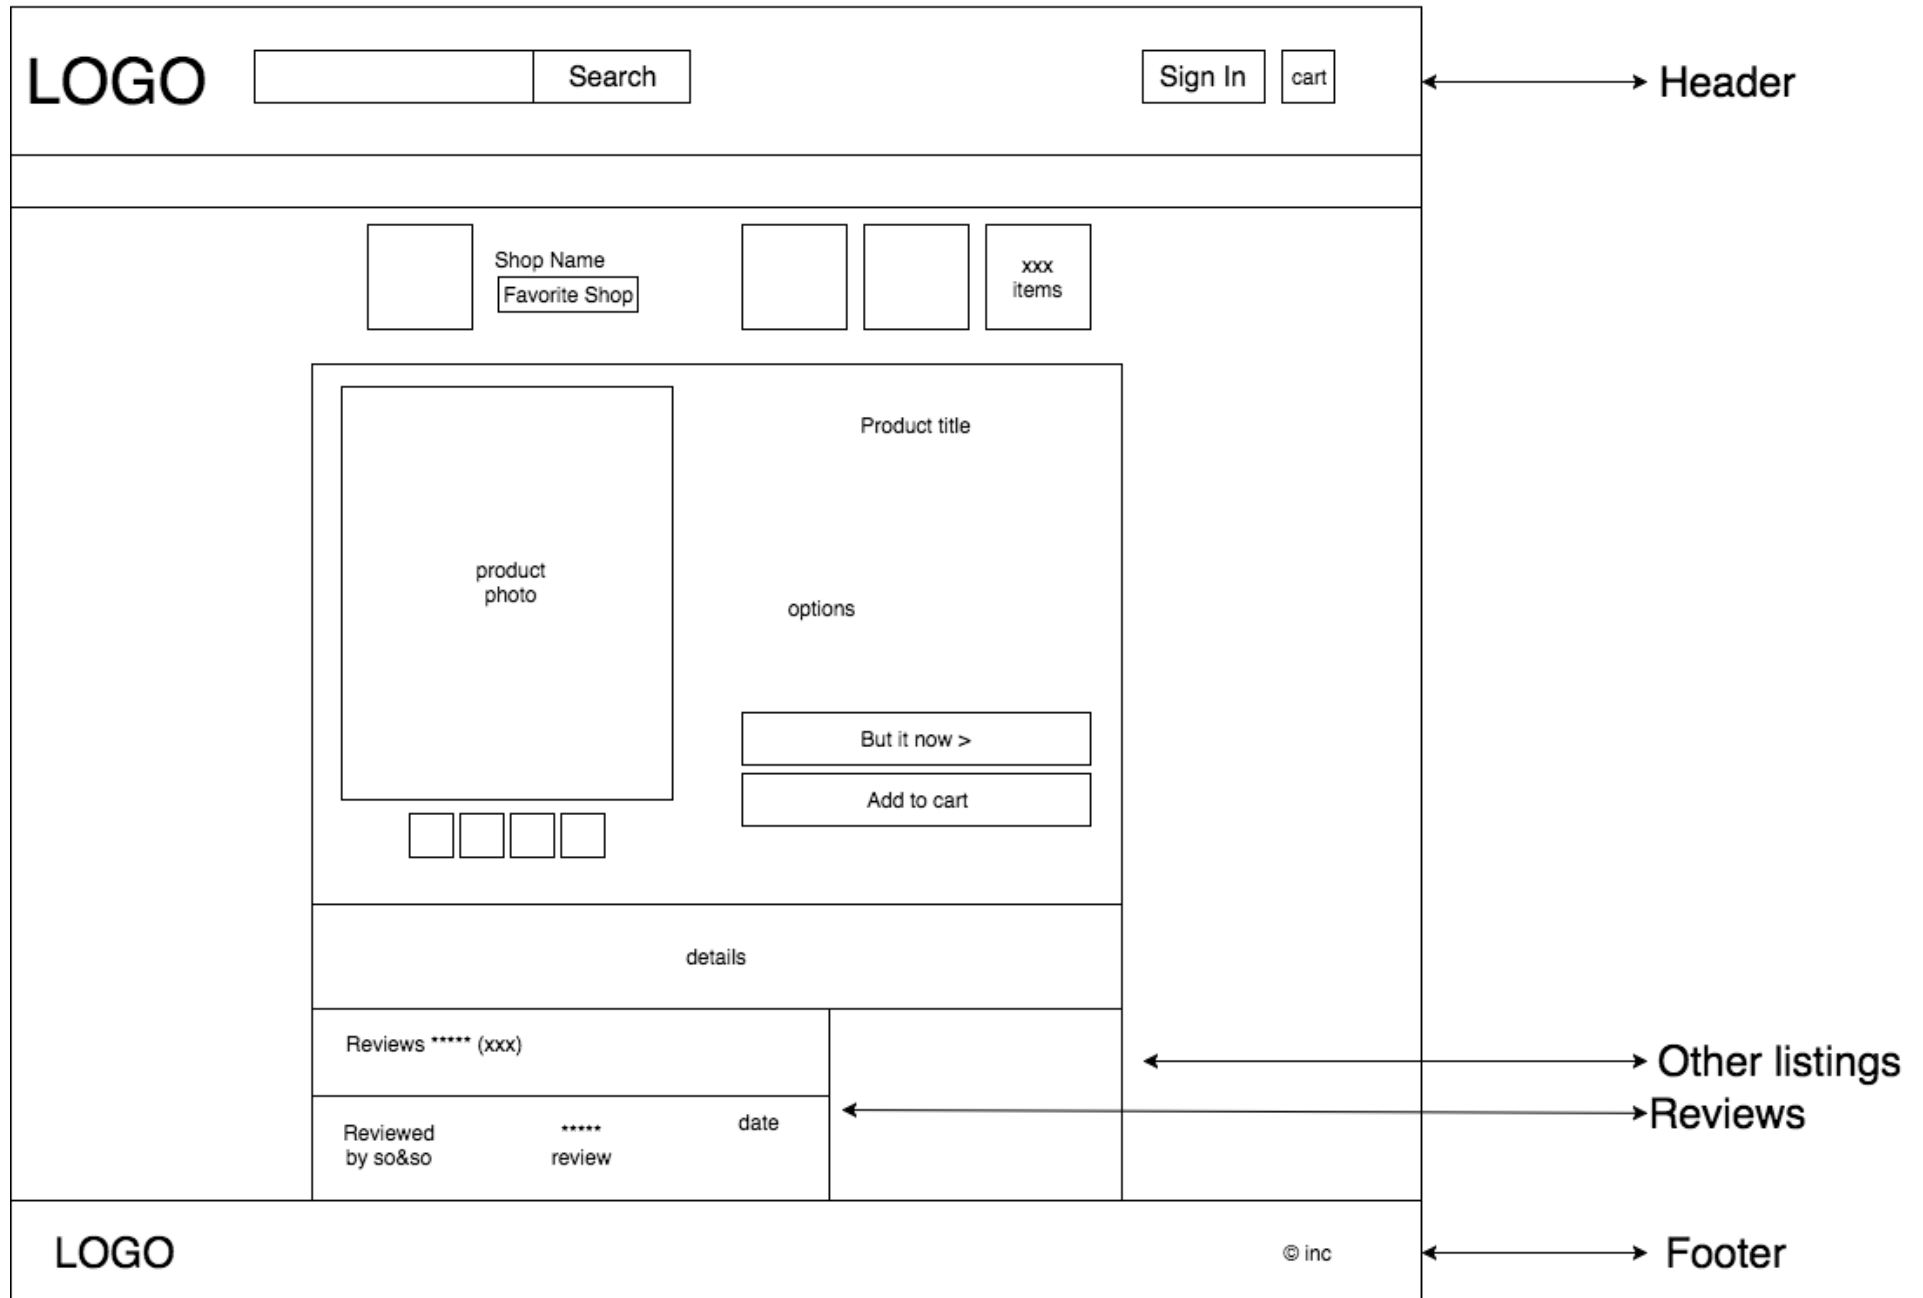 LOGO
Search
Sign In
cart
Header
Shop Name
Favorite Shop
xxx
items
Product title
product
photo
options
But it now >
Add to cart
details
Reviews ***** (xxx)
Other listings
Reviews
Reviewed
by so&so
*****
review
date
LOGO
© inc
Footer